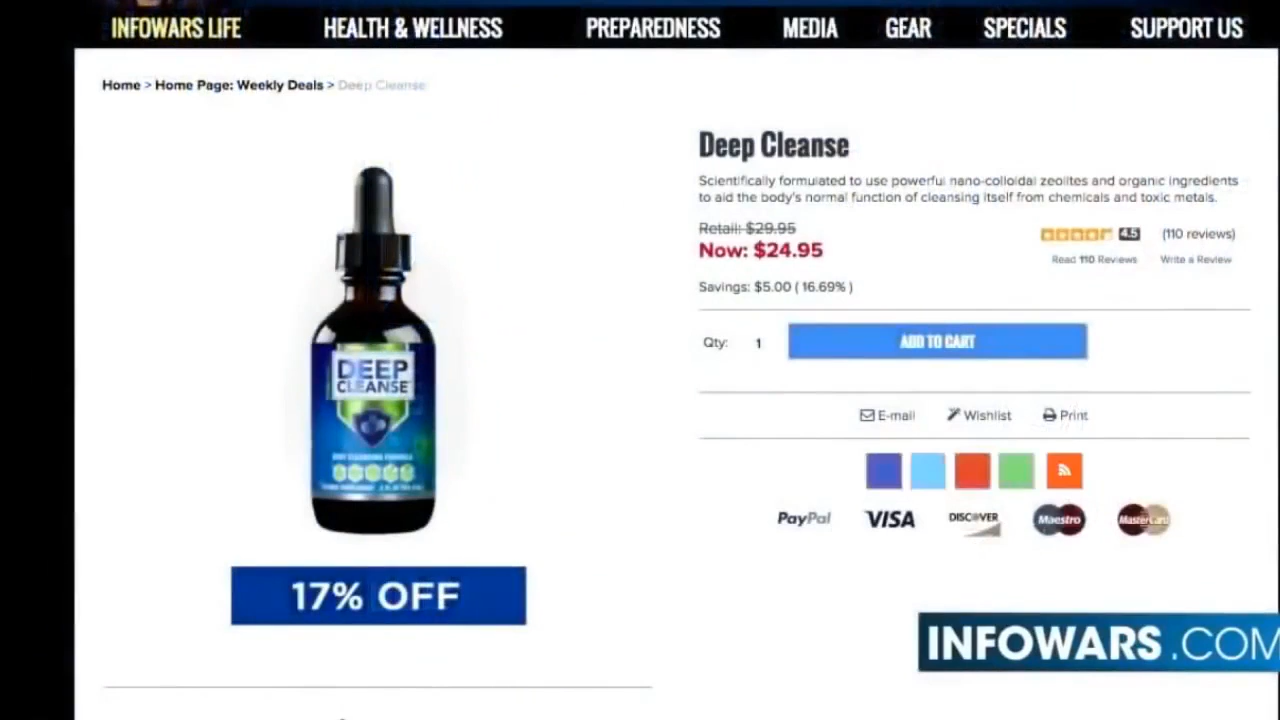 INFOWARS LIFE HEALTH & WELLNESS PREPAREDNESS MEDIA GEAR SPECIALS SUPPORT US
Home > Home Page: Weekly Deals > Deep Cleanse
Deep Cleanse
Scientifically formulated to use powerful nano-colloidal zeolites and organic ingredients
to aid the body's normal function of cleansing itself from chemicals and toxic metals.
Retail: $29.95
Now: $24.95
4.5 (110 reviews)
Read 110 Reviews Write a Review
Savings: $5.00 ( 16.69% )
Qty: 1 ADD TO CART
E-mail Wishlist Print
PayPal VISA DISCOVER Maestro MasterCard
DEEP
CLEANSE
BODY CLEANSING FORMULA
17% OFF
INFOWARS.COM